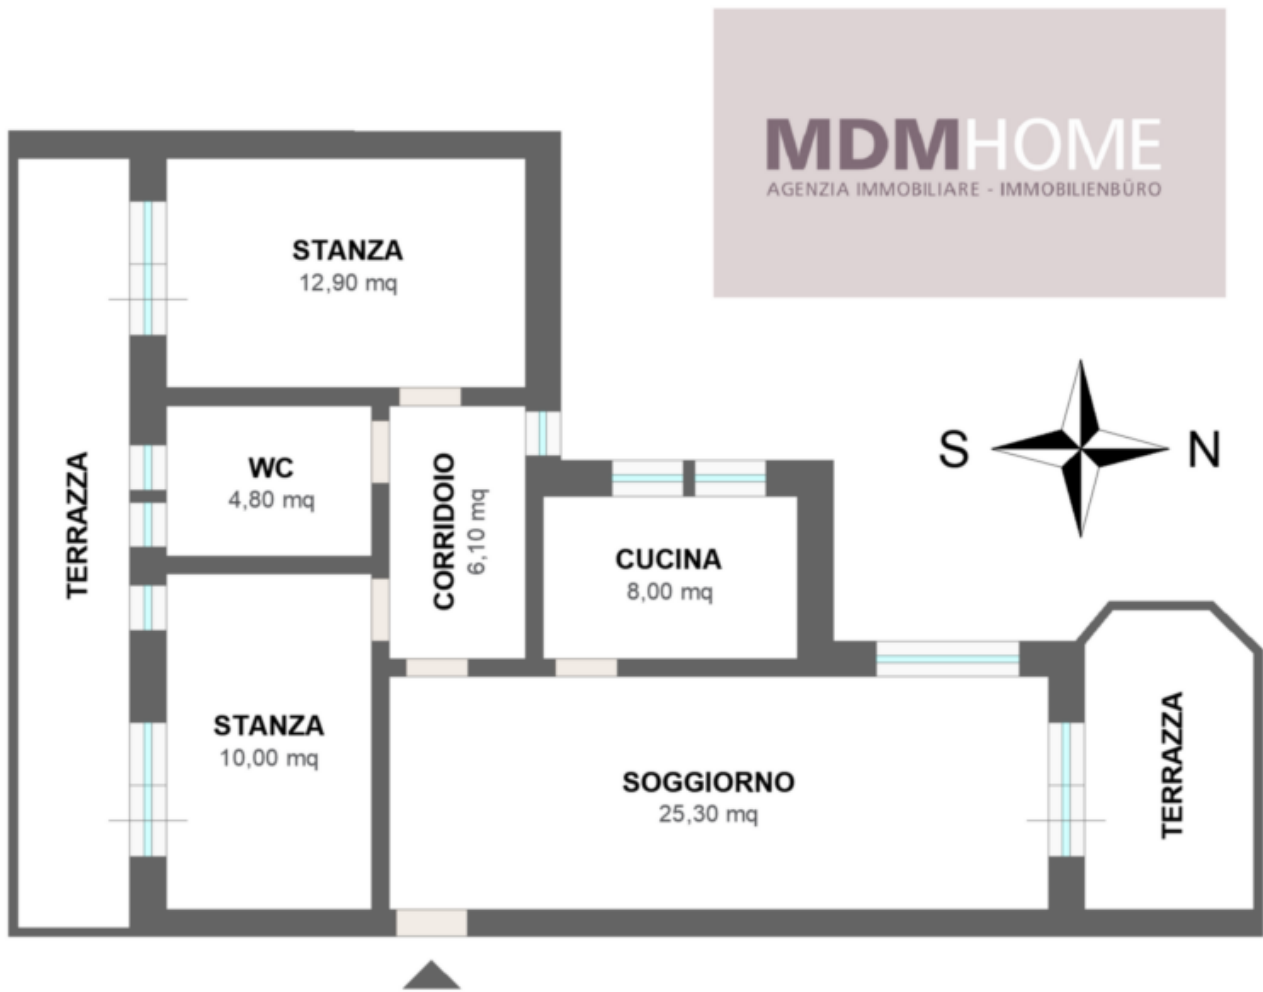 MDMHOME
AGENZIA IMMOBILIARE - IMMOBILIENBÜRO
STANZA
12,90 mq
S
N
TERRAZZA
WC
4,80 mq
CORRIDOIO
6,10 mq
CUCINA
8,00 mq
STANZA
10,00 mq
SOGGIORNO
25,30 mq
TERRAZZA